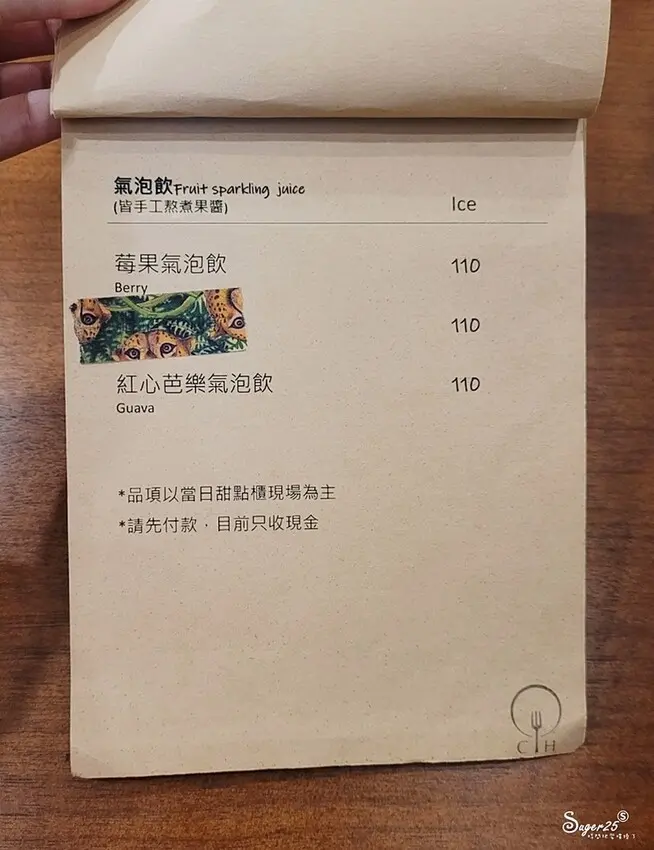 氣泡飲Fruit sparkling juice
(皆手工熬煮果醬)
Ice
莓果氣泡飲 110
Berry
110
紅心芭樂氣泡飲 110
Guava
*品項以當日甜點櫃現場為主
*請先付款，目前只收現金
C H
Suger25 S